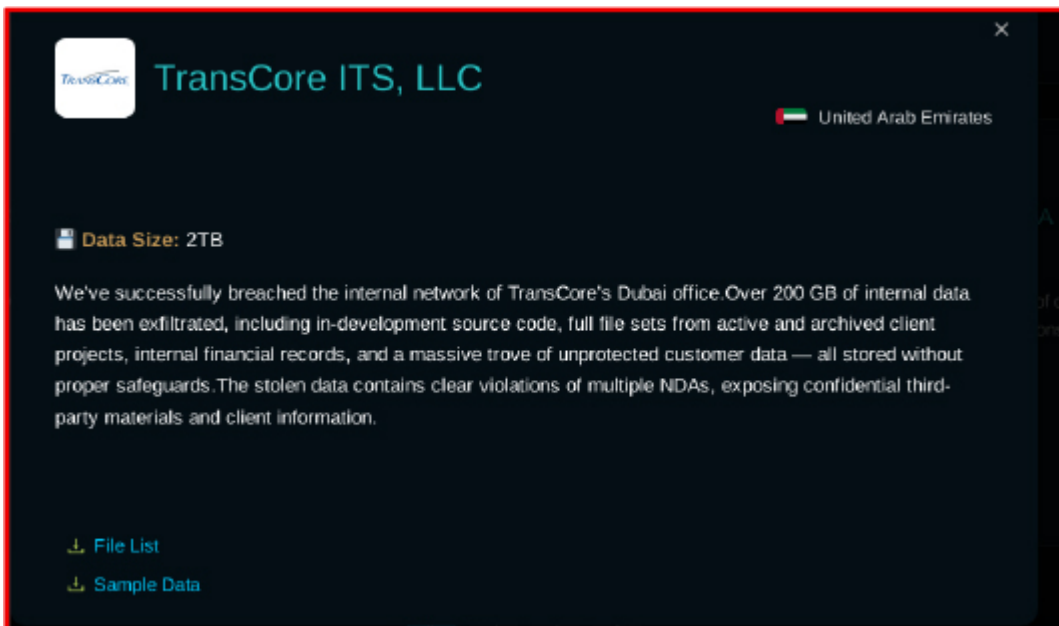 ×
TRANSCORE
TransCore ITS, LLC
United Arab Emirates
Data Size: 2TB
We've successfully breached the internal network of TransCore's Dubai office.Over 200 GB of internal data
has been exfiltrated, including in-development source code, full file sets from active and archived client
projects, internal financial records, and a massive trove of unprotected customer data — all stored without
proper safeguards.The stolen data contains clear violations of multiple NDAs, exposing confidential third-
party materials and client information.
File List
Sample Data